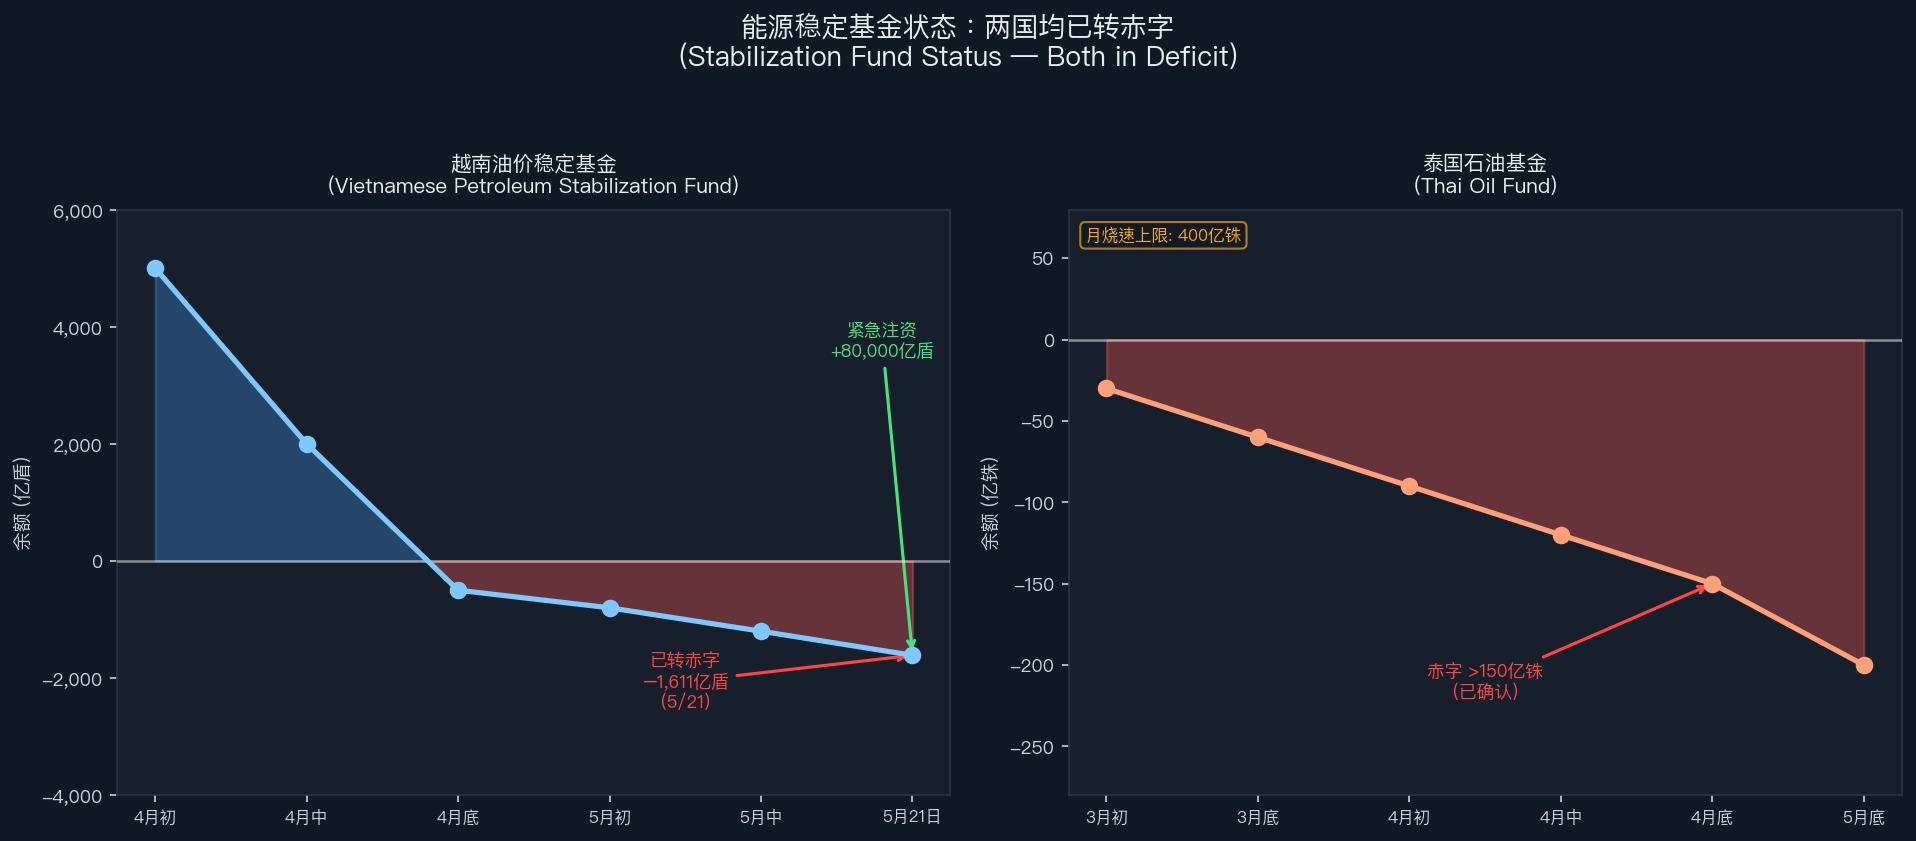 能源稳定基金状态：两国均已转赤字
(Stabilization Fund Status — Both in Deficit)
越南油价稳定基金
(Vietnamese Petroleum Stabilization Fund)
余额 (亿盾)
6,000
4,000
2,000
0
−2,000
−4,000
紧急注资
+80,000亿盾
已转赤字
−1,611亿盾
(5/21)
4月初
4月中
4月底
5月初
5月中
5月21日
泰国石油基金
(Thai Oil Fund)
月烧速上限: 400亿铢
余额 (亿铢)
50
0
−50
−100
−150
−200
−250
赤字 >150亿铢
(已确认)
3月初
3月底
4月初
4月中
4月底
5月底